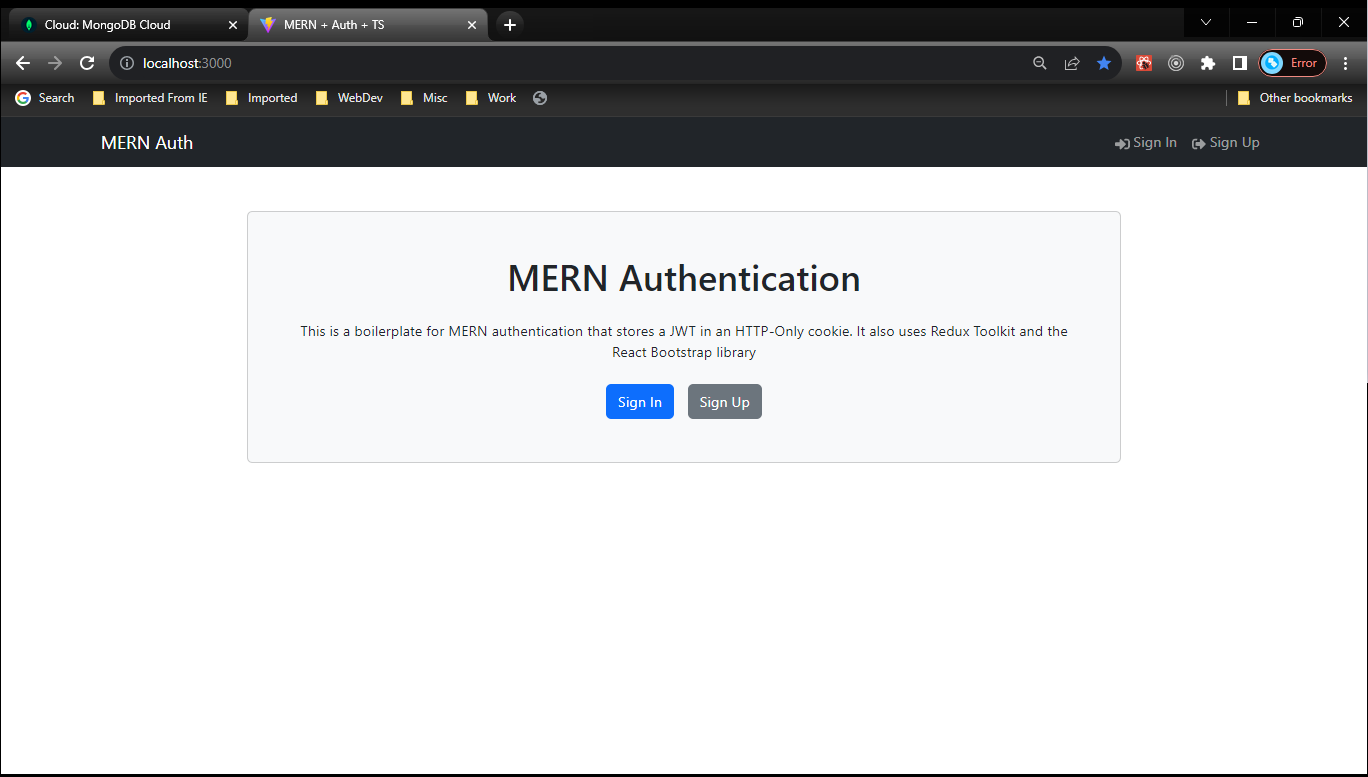 Cloud: MongoDB Cloud
MERN + Auth + TS
localhost:3000
Error
Search
Imported From IE
Imported
WebDev
Misc
Work
Other bookmarks
MERN Auth
Sign In
Sign Up
MERN Authentication
This is a boilerplate for MERN authentication that stores a JWT in an HTTP-Only cookie. It also uses Redux Toolkit and the
React Bootstrap library
Sign In
Sign Up